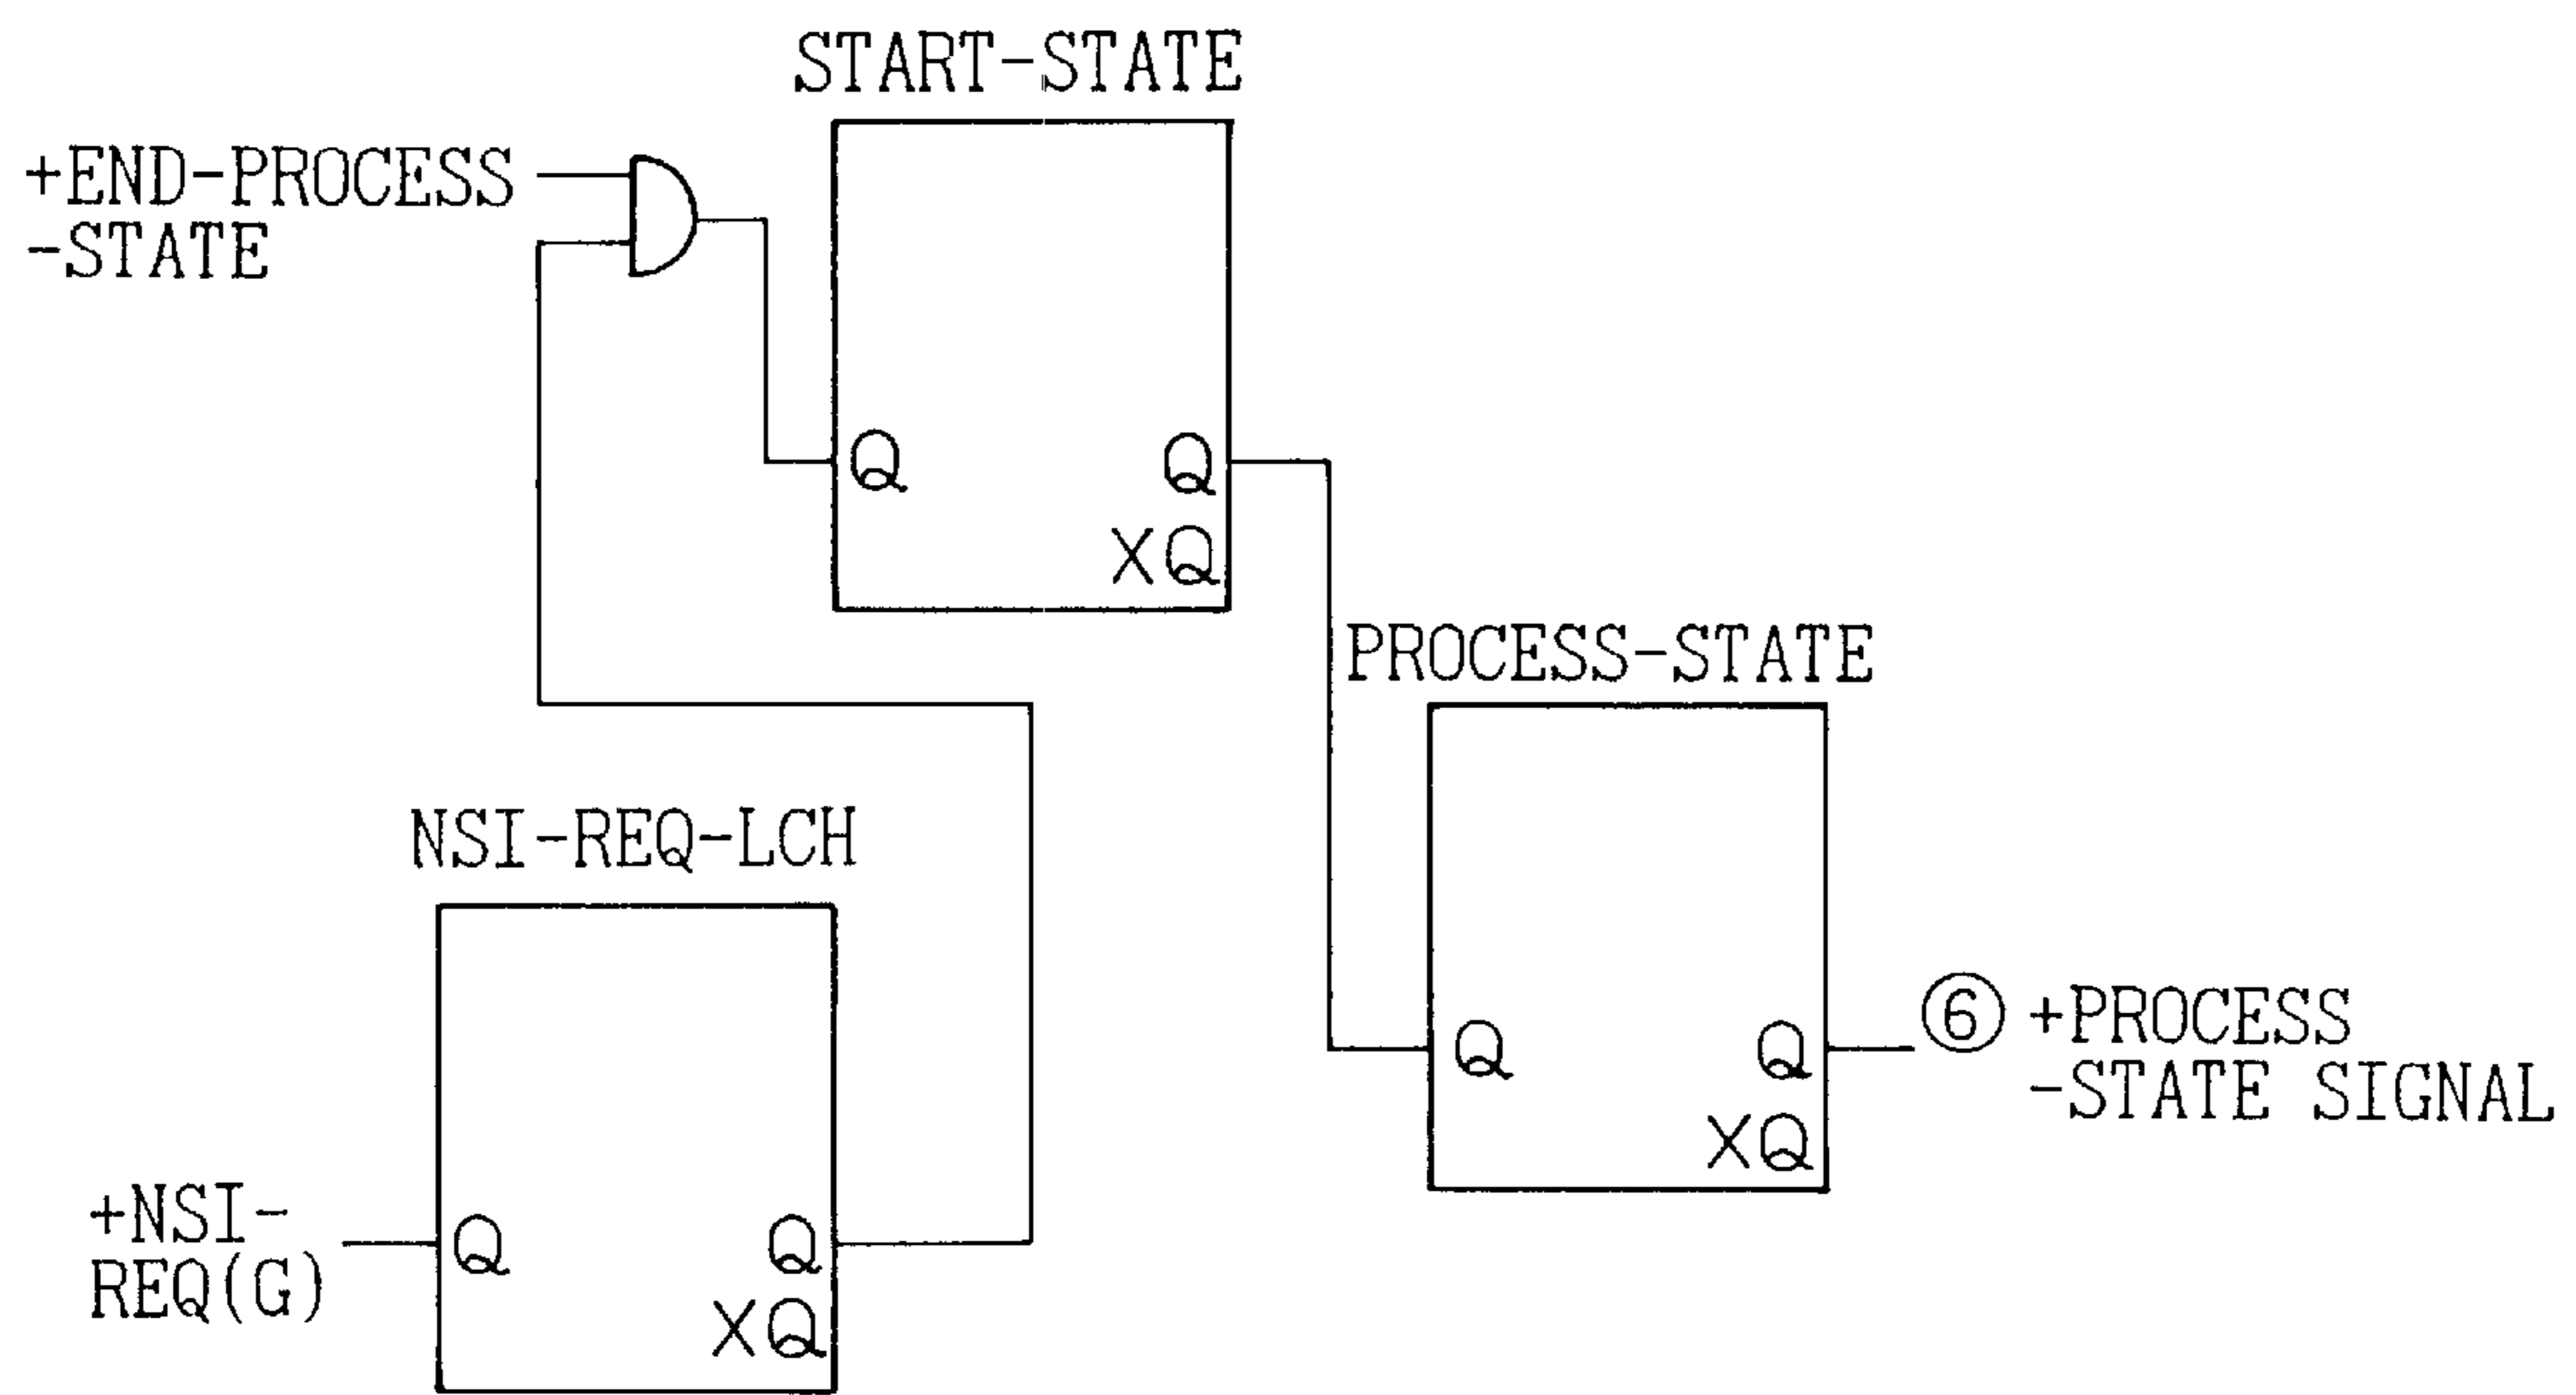 START-STATE
+END-PROCESS
-STATE
Q
Q
XQ
PROCESS-STATE
NSI-REQ-LCH
Q
Q
XQ
⑥ +PROCESS
-STATE SIGNAL
+NSI-
REQ(G)
Q
Q
XQ